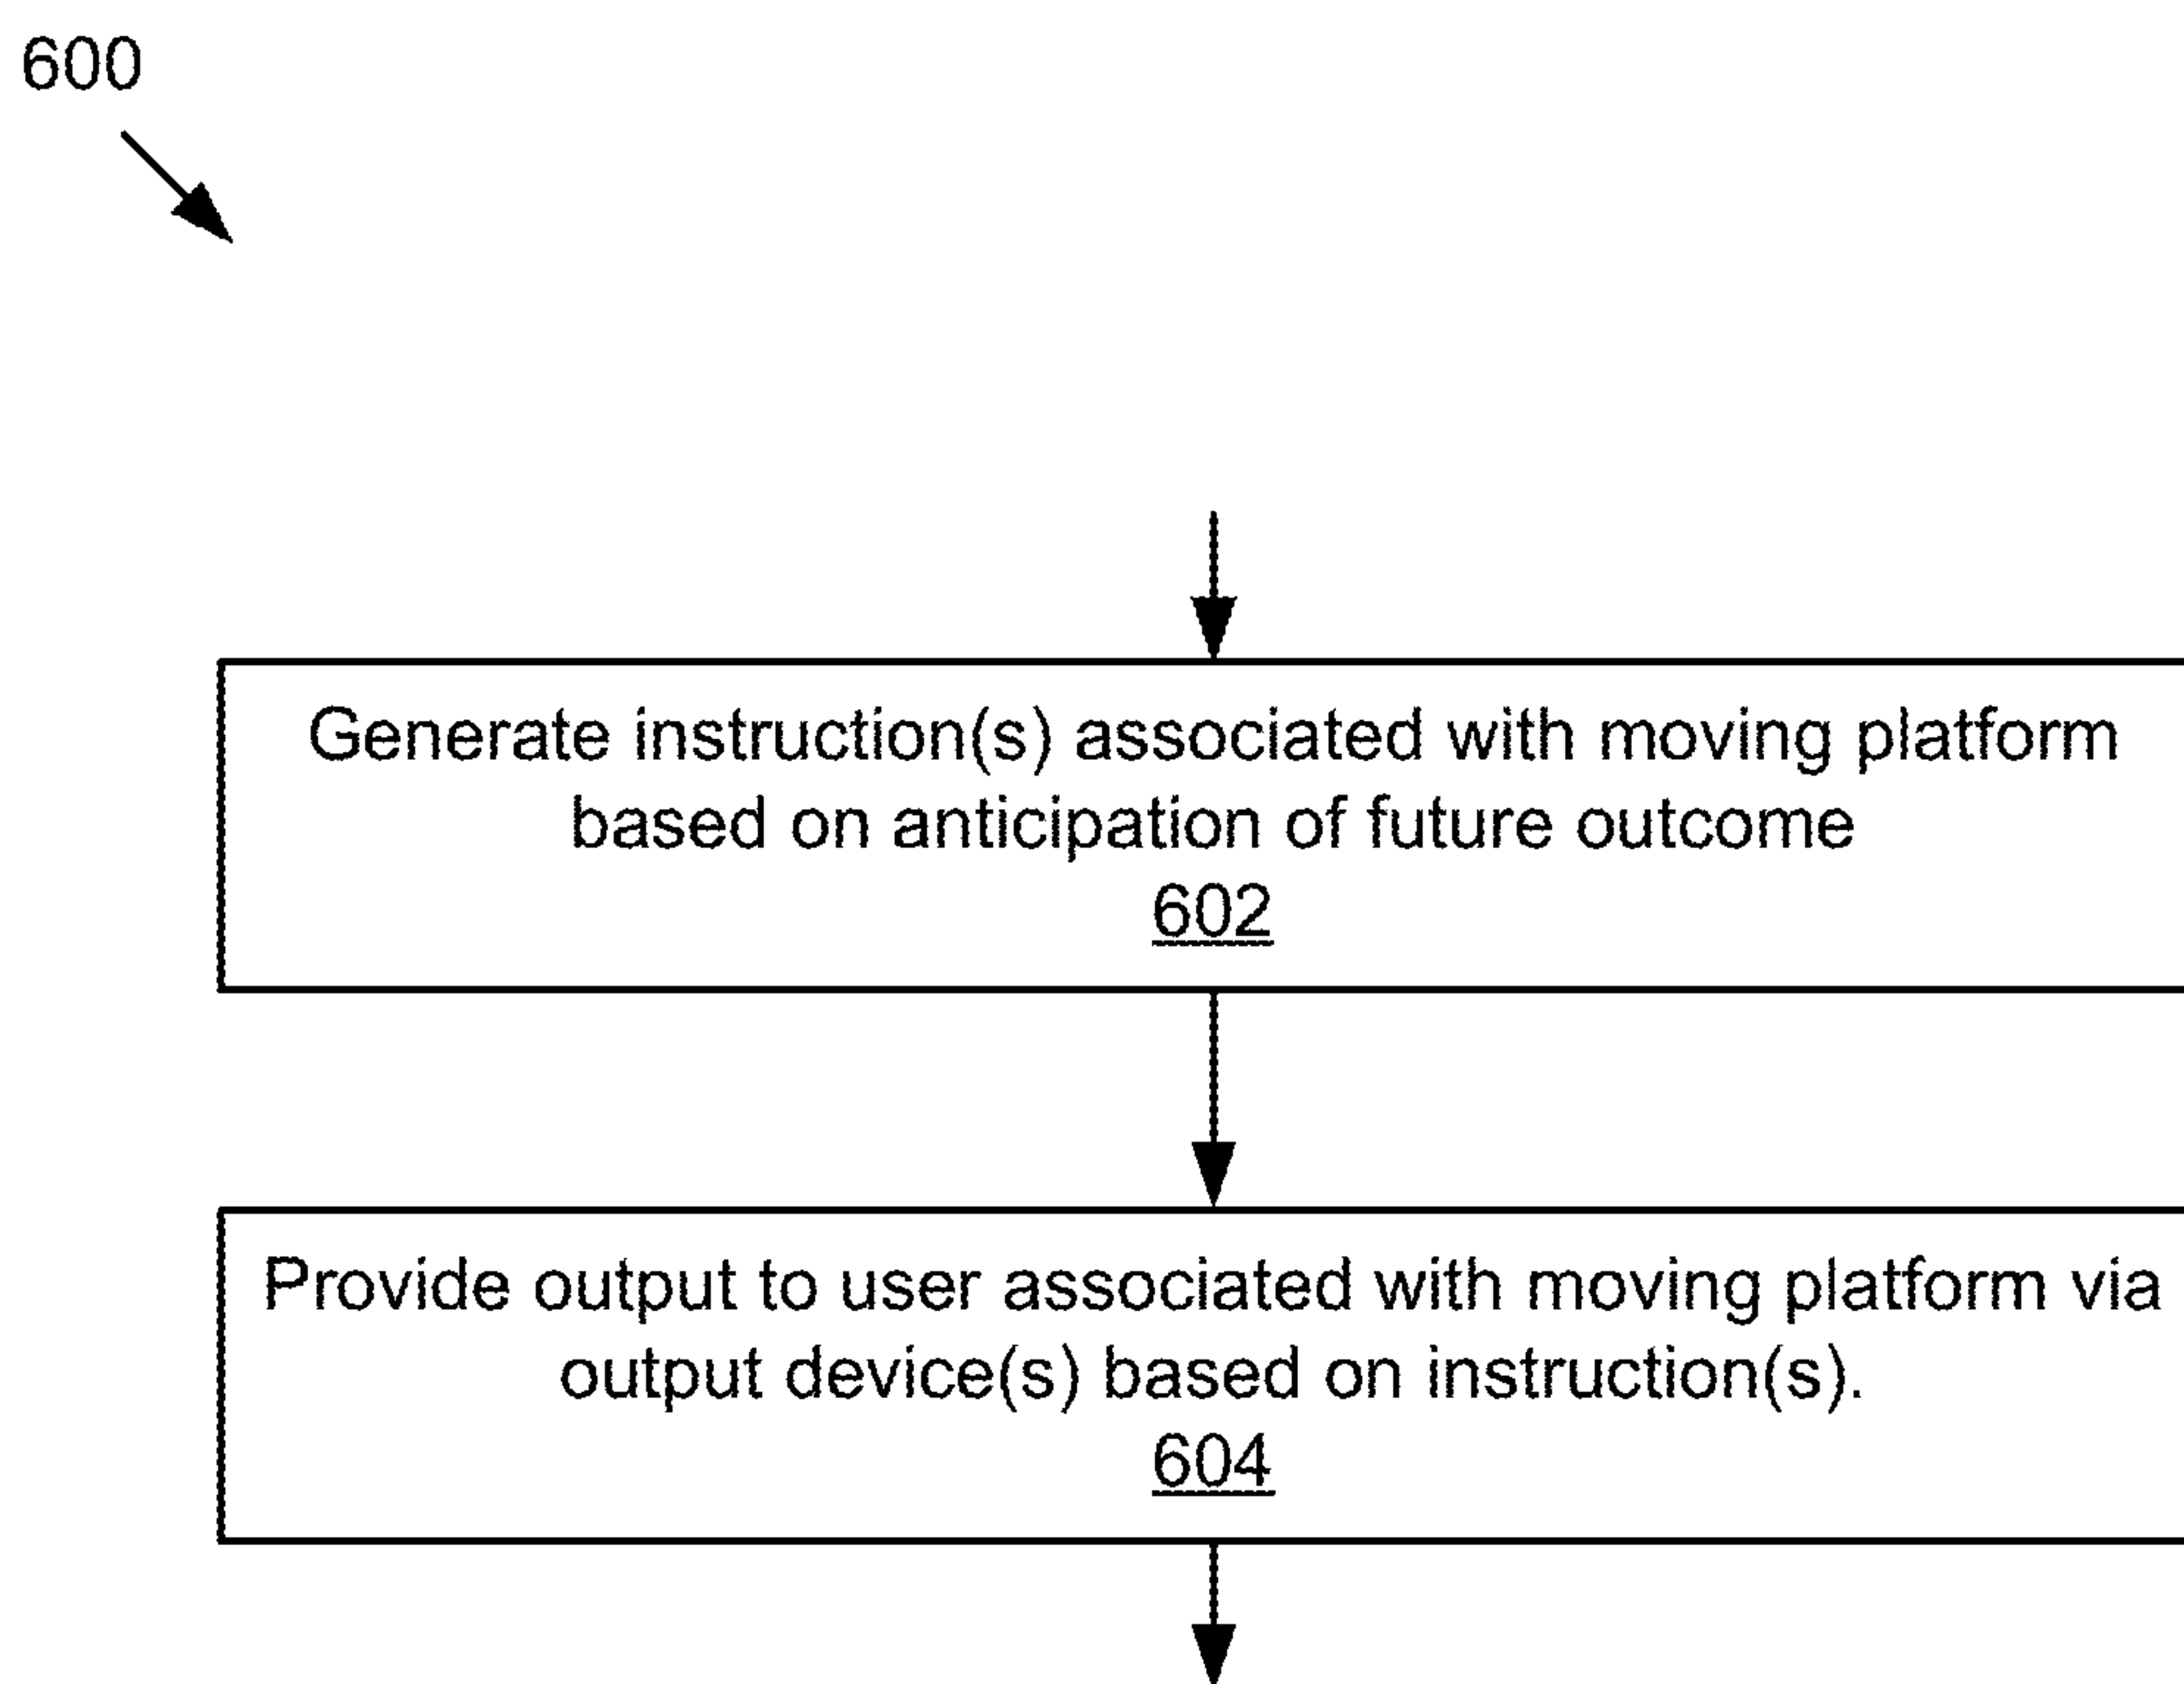 600
Generate instruction(s) associated with moving platform
based on anticipation of future outcome
602
Provide output to user associated with moving platform via
output device(s) based on instruction(s).
604